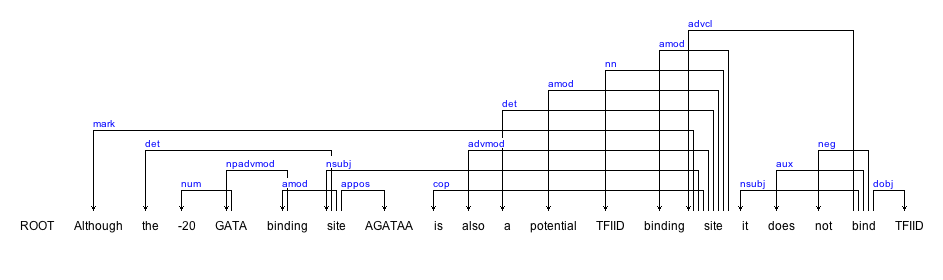 advcl
amod
nn
amod
det
mark
det advmod neg
npadvmod nsubj aux
num amod appos cop nsubj dobj
ROOT Although the -20 GATA binding site AGATAA is also a potential TFIID binding site it does not bind TFIID